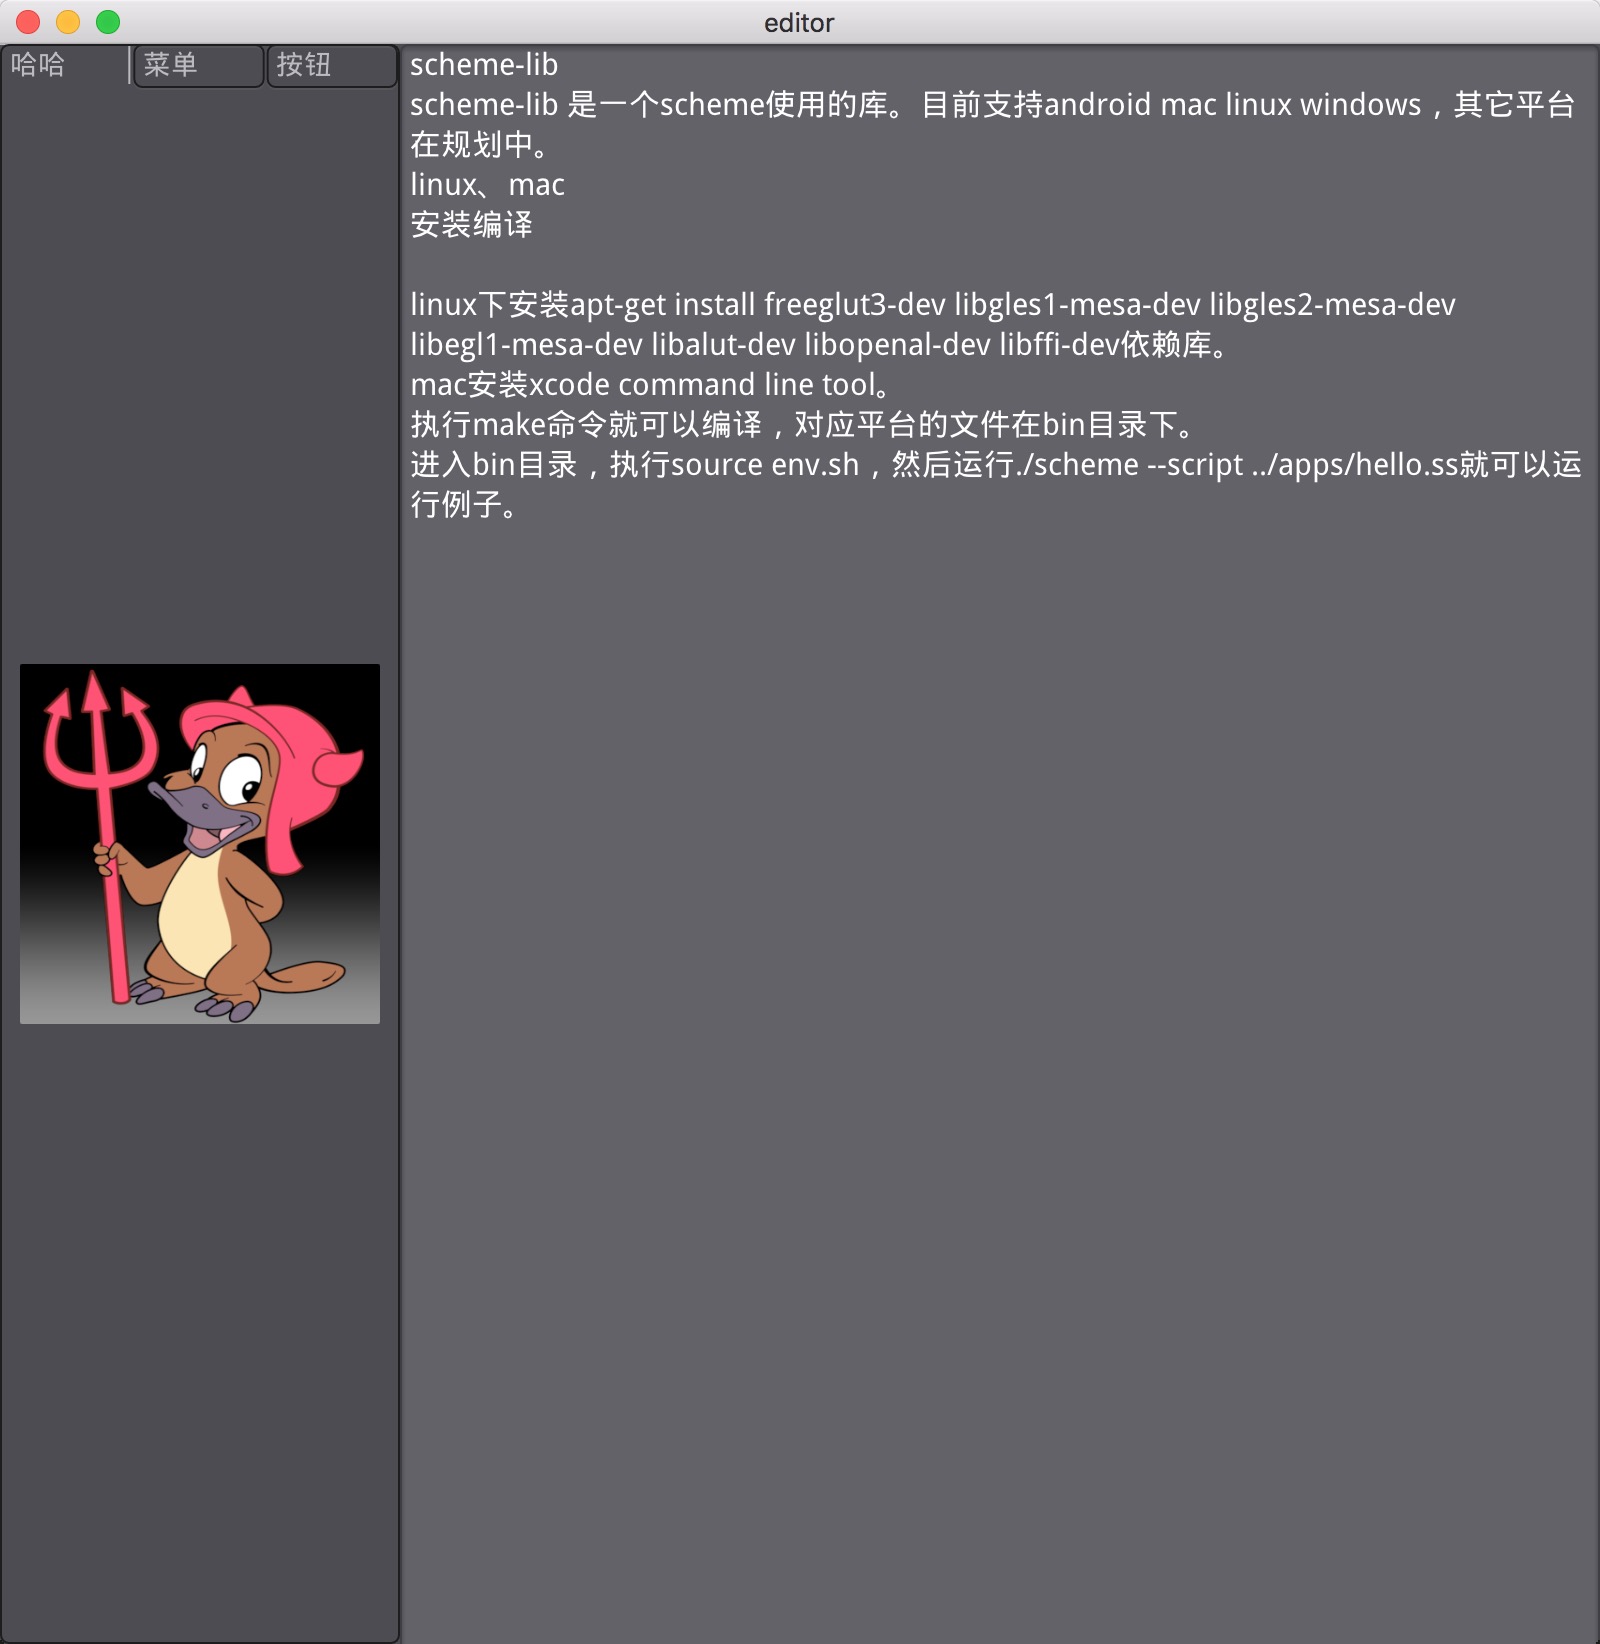 editor
哈哈
菜单
按钮
scheme-lib
scheme-lib 是一个scheme使用的库。目前支持android mac linux windows，其它平台
在规划中。
linux、mac
安装编译
linux下安装apt-get install freeglut3-dev libgles1-mesa-dev libgles2-mesa-dev
libegl1-mesa-dev libalut-dev libopenal-dev libffi-dev依赖库。
mac安装xcode command line tool。
执行make命令就可以编译，对应平台的文件在bin目录下。
进入bin目录，执行source env.sh，然后运行./scheme --script ../apps/hello.ss就可以运
行例子。